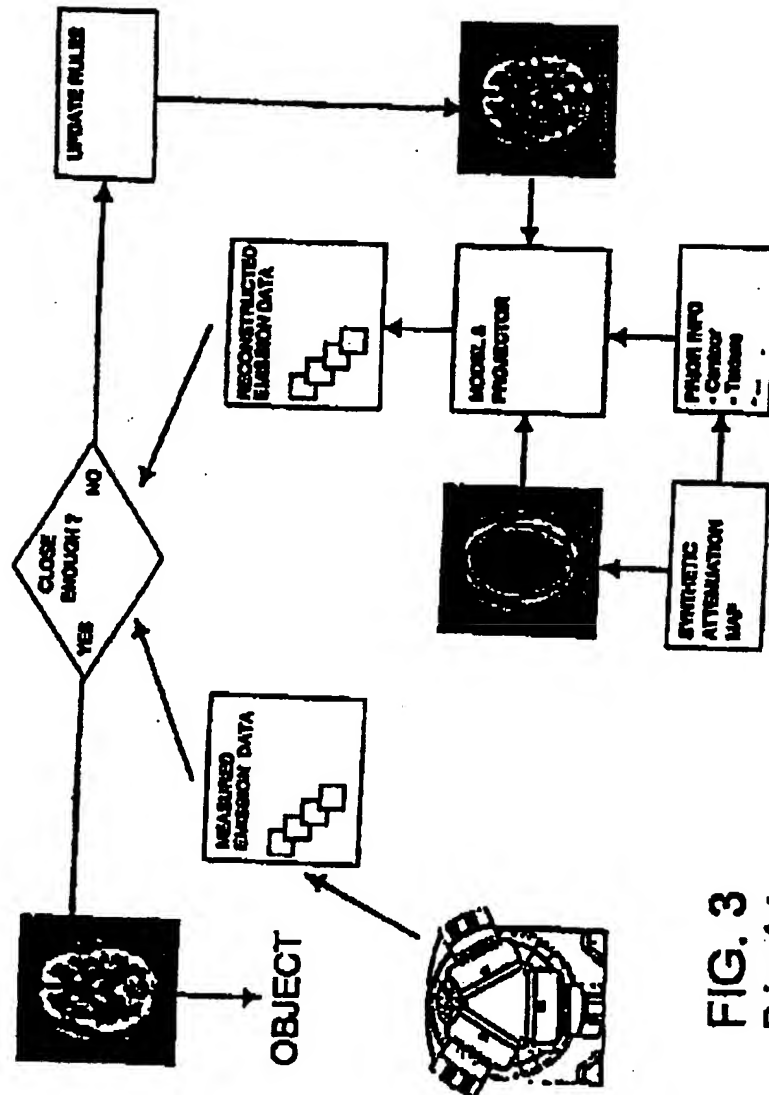 UPDATE RULES
CLOSE
ENOUGH ?
YES
NO
RECONSTRUCTED
EMISSION DATA
MEASURED
EMISSION DATA
OBJECT
MODEL &
PROJECTOR
PRIOR INFO
- Contour
- Texture
SYNTHETIC
ATTENUATION
MAP
FIG. 3